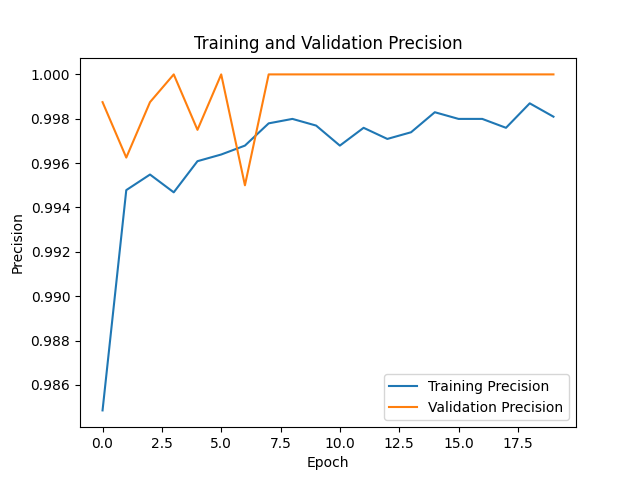 Training and Validation Precision
1.000
0.998
0.996
0.994
0.992
0.990
0.988
0.986
Precision
0.0 2.5 5.0 7.5 10.0 12.5 15.0 17.5
Epoch
Training Precision
Validation Precision